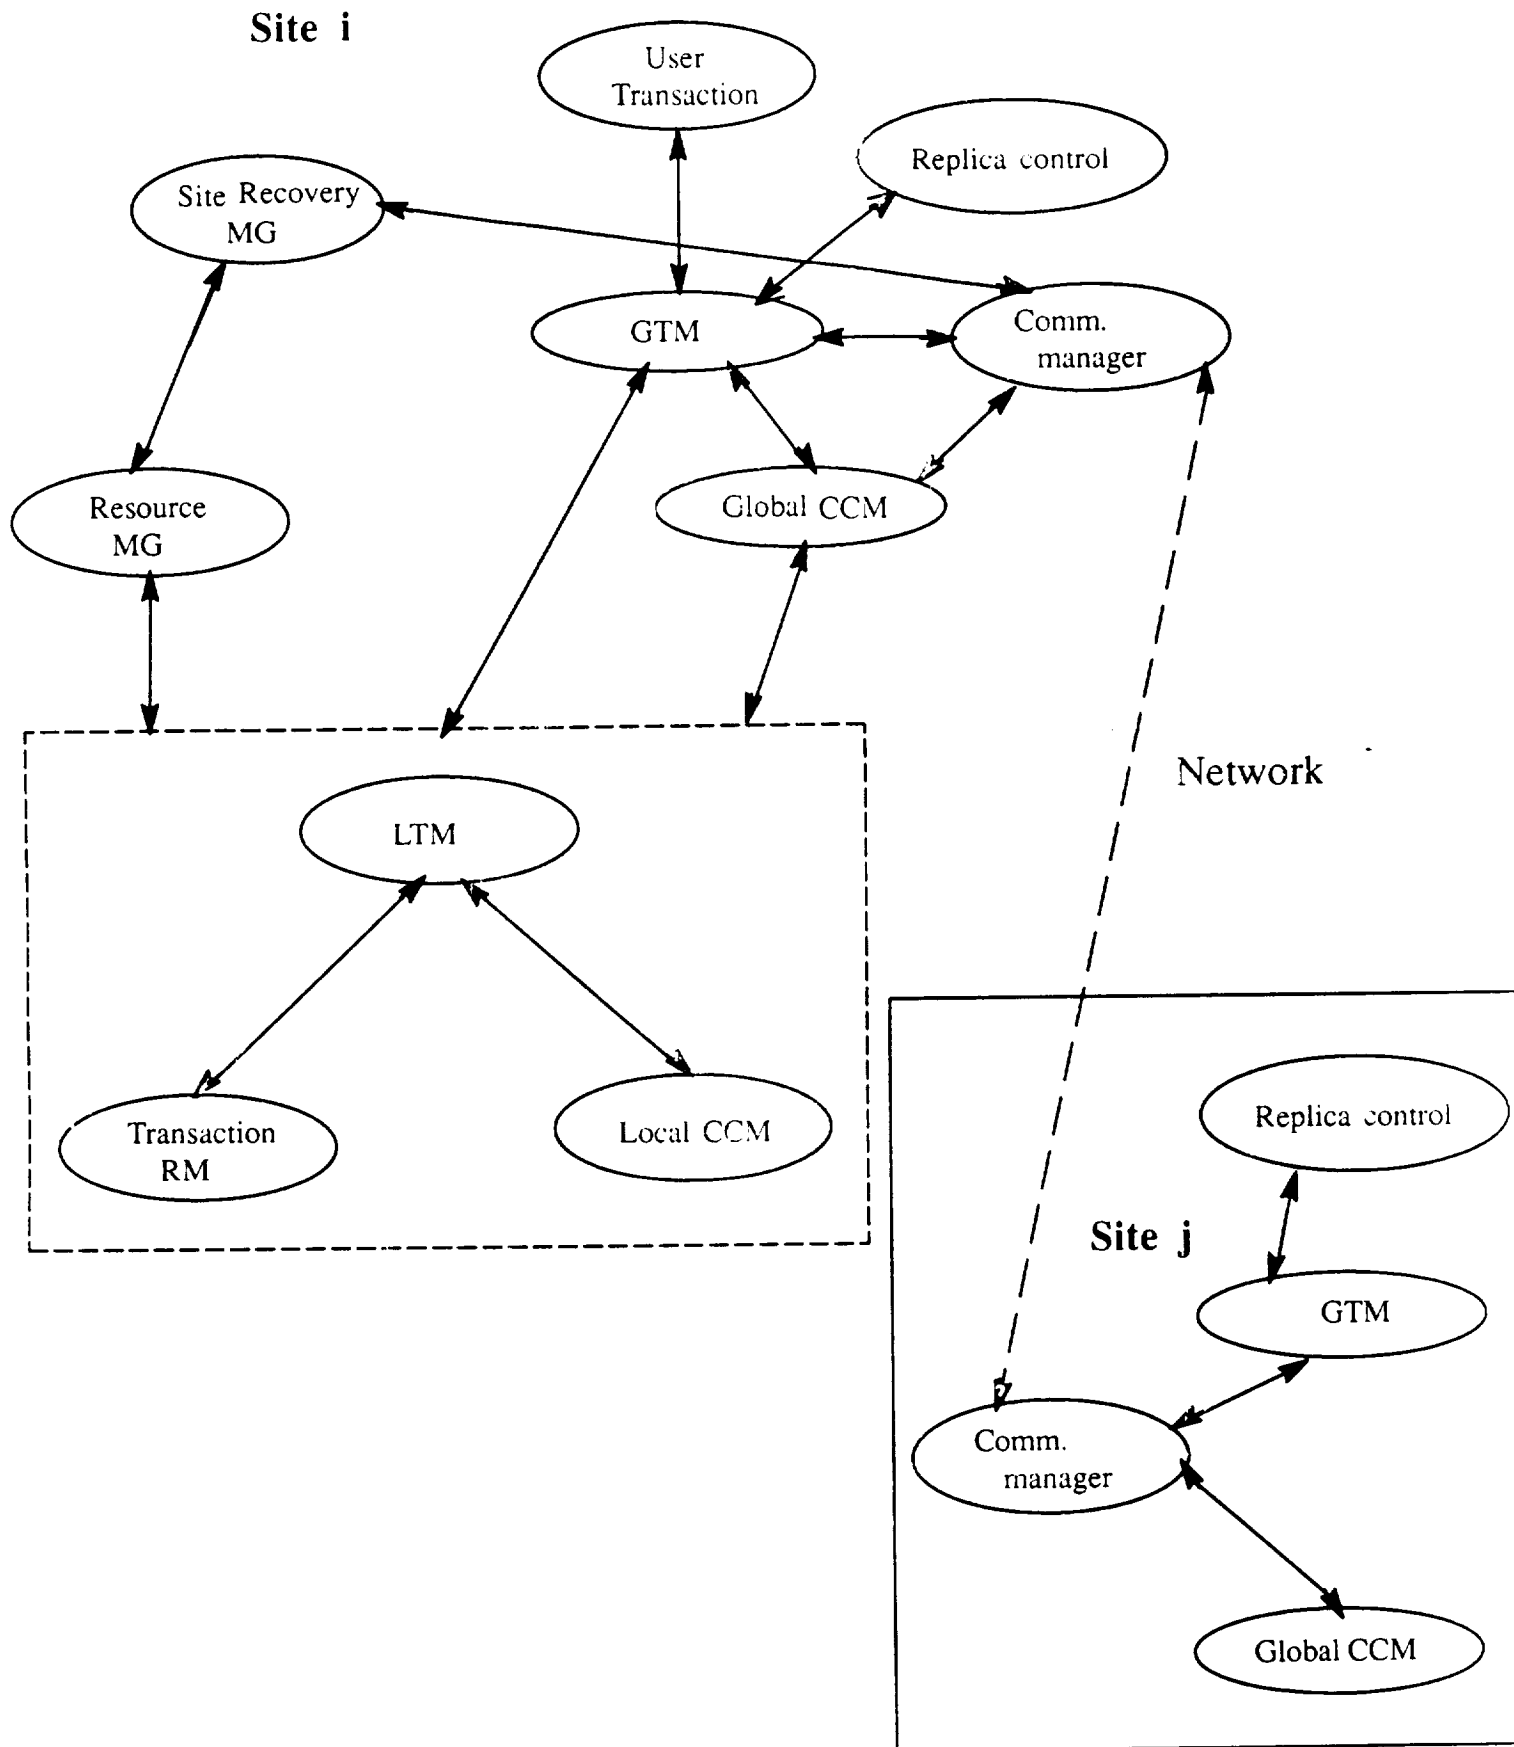 Site i
User
Transaction
Replica control
Site Recovery
MG
GTM
Comm.
manager
Resource
MG
Global CCM
Network
LTM
Transaction
RM
Local CCM
Replica control
Site j
GTM
Comm.
manager
Global CCM